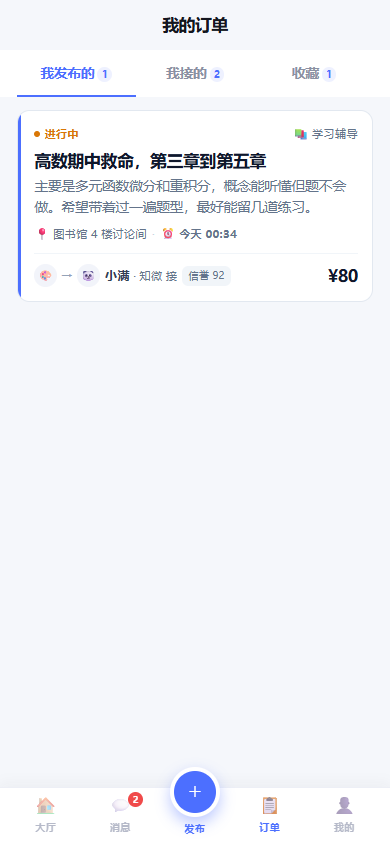 我的订单
我发布的 1
我接的 2
收藏 1
进行中
学习辅导
高数期中救命，第三章到第五章
主要是多元函数微分和重积分，概念能听懂但题不会
做。希望带着过一遍题型，最好能留几道练习。
图书馆 4 楼讨论间 · 今天 00:34
→ 小满 · 知微 接 信誉 92
¥80
2
+
大厅
消息
发布
订单
我的